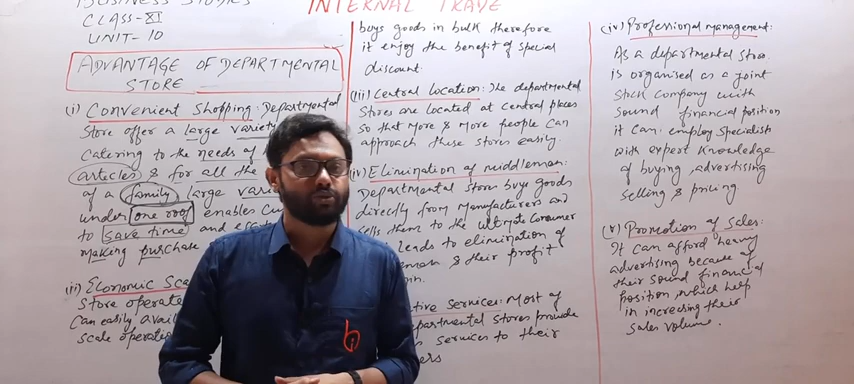 BUSINESS STUDIES
CLASS-XI
UNIT-10
INTERNAL TRADE
ADVANTAGE OF DEPARTMENTAL
STORE
(i) Convenient Shopping: Departmental
Store offer a large variety
Catering to the needs of
articles & for all the
of a family large
under one roof enables
to save time and
making purchase
(ii) Economic
Store operate
Can easily avail
scale
buys goods in bulk therefore
it enjoy the benefit of special
discount.
(iii) Central location: The departmental
Stores are located at central places
so that more & more people can
approach these stores easily.
(iv) Elimination of middleman:
Departmental Store buys goods
directly from manufacturers and
sells them to the ultimate consumer
leads to elimination of
& their profit
services: Most of
departmental stores provide
services to their
(iv) Professional management:
As a departmental store
is organised as a joint
stock company with
sound financial position
it can employ specialists
with expert knowledge
of buying, advertising
selling & pricing
(v) Promotion of sales:
It can afford heavy
advertising because of
their sound financial
position which help
in increasing their
sales volume.